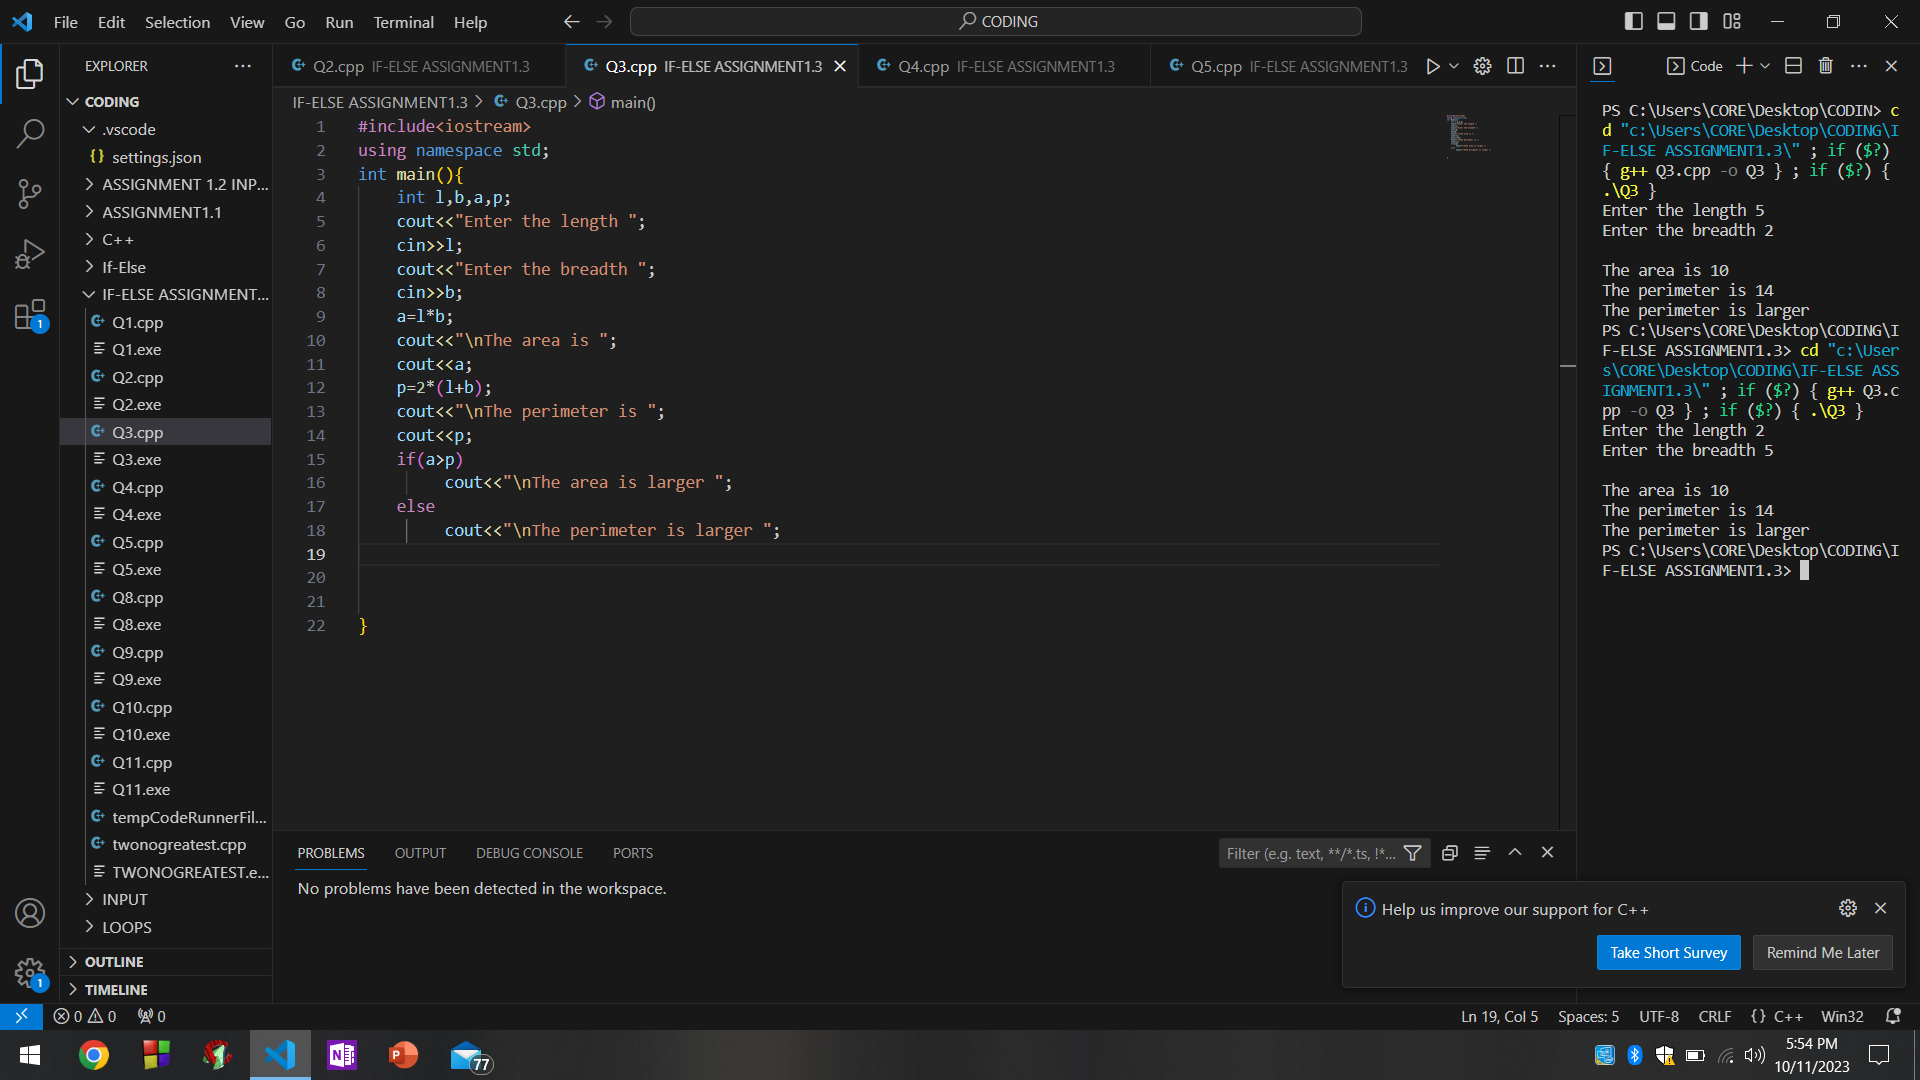 File Edit Selection View Go Run Terminal Help
CODING
EXPLORER
CODING
.vscode
settings.json
ASSIGNMENT 1.2 INP...
ASSIGNMENT1.1
C++
If-Else
IF-ELSE ASSIGNMENT...
Q1.cpp
Q1.exe
Q2.cpp
Q2.exe
Q3.cpp
Q3.exe
Q4.cpp
Q4.exe
Q5.cpp
Q5.exe
Q8.cpp
Q8.exe
Q9.cpp
Q9.exe
Q10.cpp
Q10.exe
Q11.cpp
Q11.exe
tempCodeRunnerFil...
twonogreatest.cpp
TWONOGREATEST.e...
INPUT
LOOPS
OUTLINE
TIMELINE
1
1
Q2.cpp IF-ELSE ASSIGNMENT1.3
Q3.cpp IF-ELSE ASSIGNMENT1.3
Q4.cpp IF-ELSE ASSIGNMENT1.3
Q5.cpp IF-ELSE ASSIGNMENT1.3
IF-ELSE ASSIGNMENT1.3 > Q3.cpp > main()
1 #include<iostream>
2 using namespace std;
3 int main(){
4 int l,b,a,p;
5 cout<<"Enter the length ";
6 cin>>l;
7 cout<<"Enter the breadth ";
8 cin>>b;
9 a=l*b;
10 cout<<"\nThe area is ";
11 cout<<a;
12 p=2*(l+b);
13 cout<<"\nThe perimeter is ";
14 cout<<p;
15 if(a>p)
16 cout<<"\nThe area is larger ";
17 else
18 cout<<"\nThe perimeter is larger ";
19
20
21
22 }
Code
PS C:\Users\CORE\Desktop\CODIN> c
d "c:\Users\CORE\Desktop\CODING\I
F-ELSE ASSIGNMENT1.3\" ; if ($?)
{ g++ Q3.cpp -o Q3 } ; if ($?) {
.\Q3 }
Enter the length 5
Enter the breadth 2
The area is 10
The perimeter is 14
The perimeter is larger
PS C:\Users\CORE\Desktop\CODING\I
F-ELSE ASSIGNMENT1.3> cd "c:\User
s\CORE\Desktop\CODING\IF-ELSE ASS
IGNMENT1.3\" ; if ($?) { g++ Q3.c
pp -o Q3 } ; if ($?) { .\Q3 }
Enter the length 2
Enter the breadth 5
The area is 10
The perimeter is 14
The perimeter is larger
PS C:\Users\CORE\Desktop\CODING\I
F-ELSE ASSIGNMENT1.3>
PROBLEMS OUTPUT DEBUG CONSOLE PORTS
Filter (e.g. text, **/*.ts, !*...
No problems have been detected in the workspace.
Help us improve our support for C++
Take Short Survey Remind Me Later
0 0 0
Ln 19, Col 5 Spaces: 5 UTF-8 CRLF {} C++ Win32
N
P
77
5:54 PM
10/11/2023